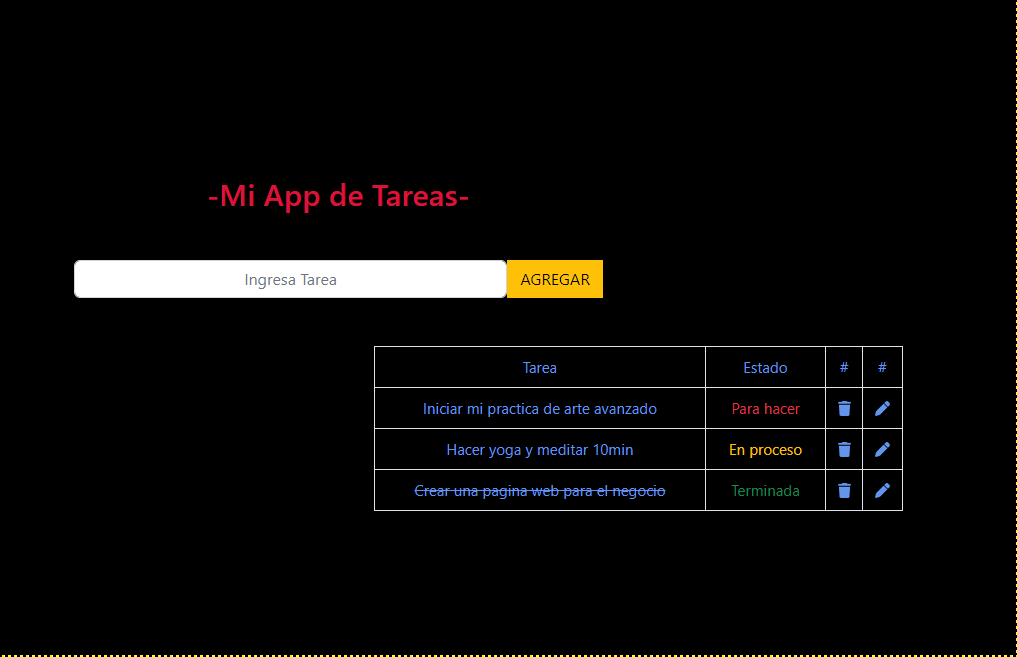 -Mi App de Tareas-
Ingresa Tarea AGREGAR
Tarea Estado # #
Iniciar mi practica de arte avanzado Para hacer
Hacer yoga y meditar 10min En proceso
Crear una pagina web para el negocio Terminada